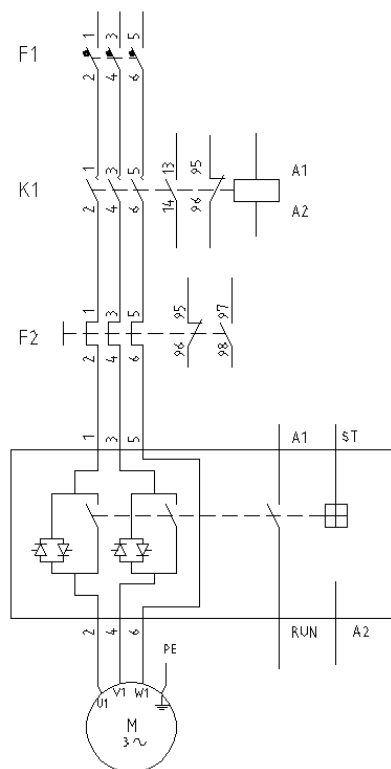 1 3 5
F1
2 4 6
1 3 5 13 95 A1
K1
2 4 6 14 96 A2
1 3 5 95 97
F2
2 4 6 96 98
1 3 5 A1 ST
2 4 6 RUN A2
PE
U1 V1 W1
M
3~